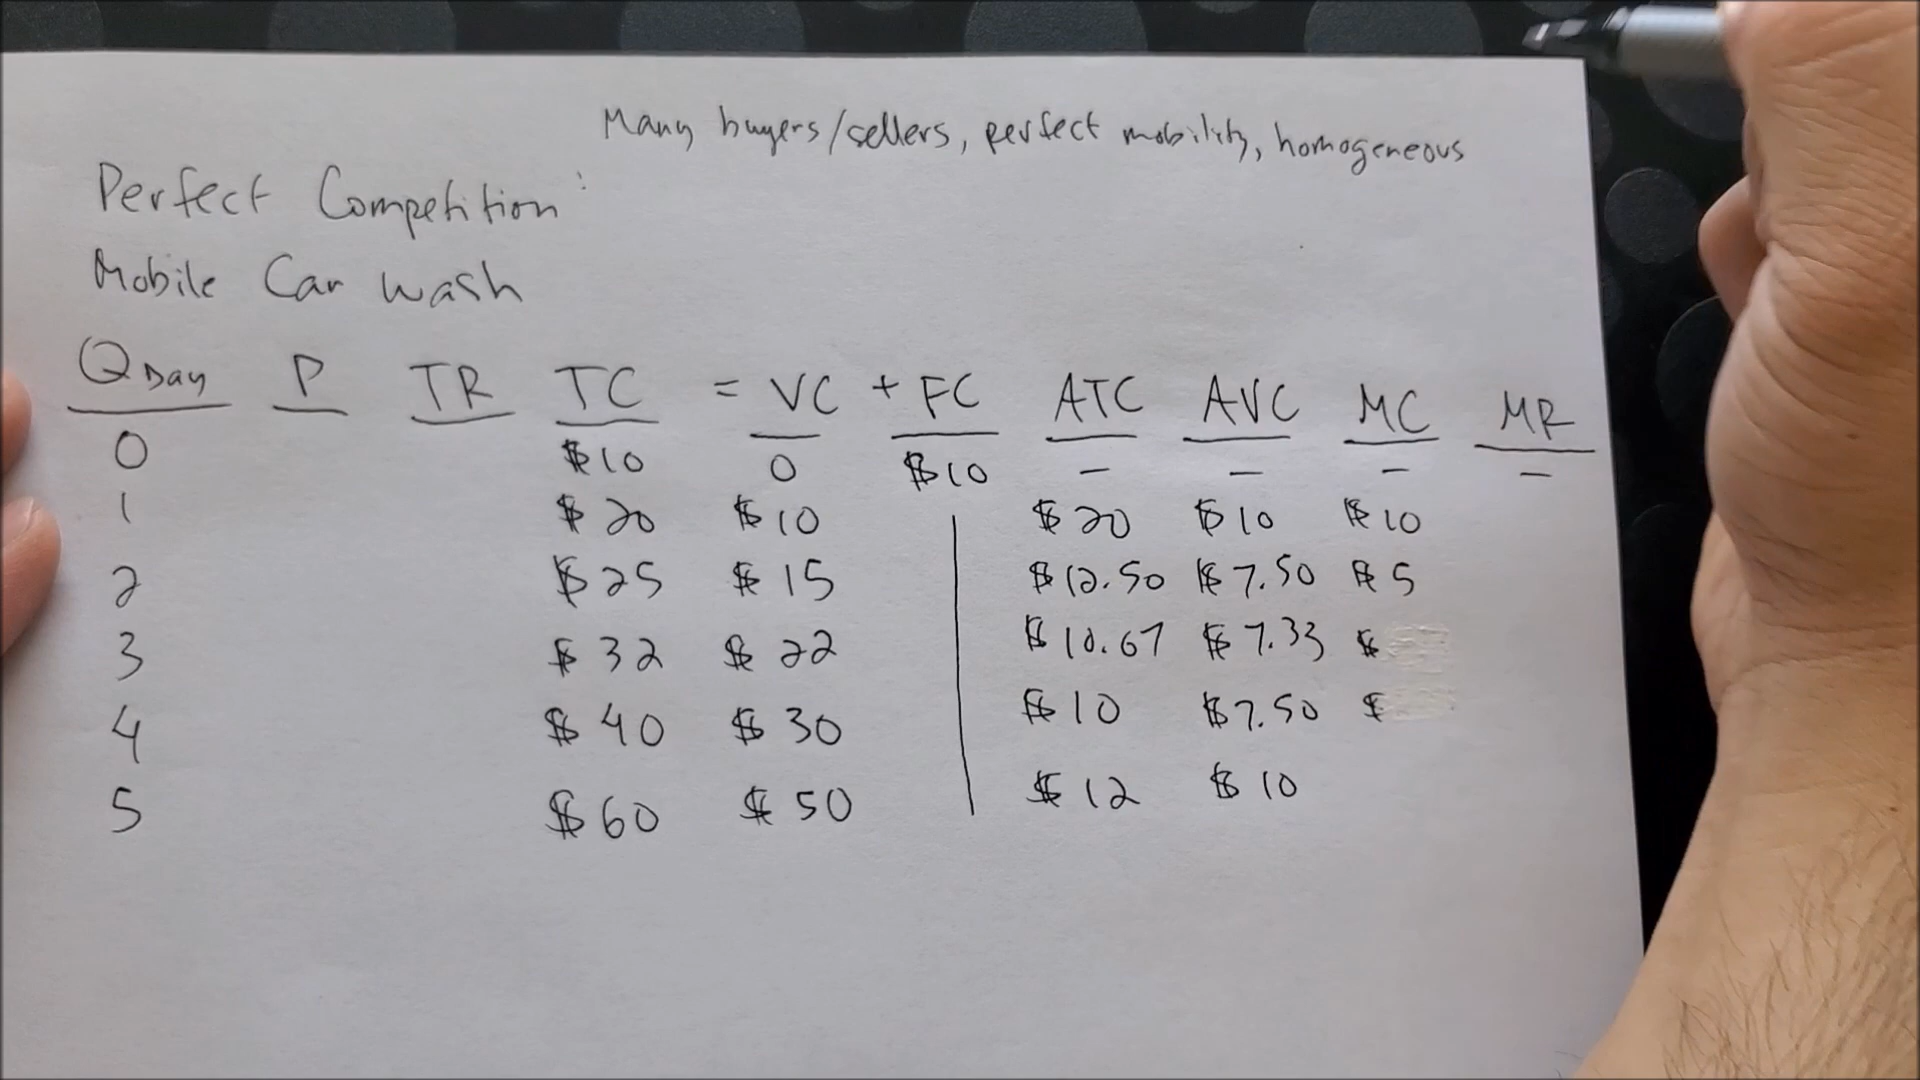 Many buyers/sellers, perfect mobility, homogeneous
Perfect Competition:
Mobile Car wash
Q Day P TR TC = VC + FC ATC AVC MC MR
0 $10 0 $10 – – – –
1 $20 $10 $20 $10 $10
2 $25 $15 $12.50 $7.50 $5
3 $32 $22 $10.67 $7.33 $
4 $40 $30 $10 $7.50 $
5 $60 $50 $12 $10